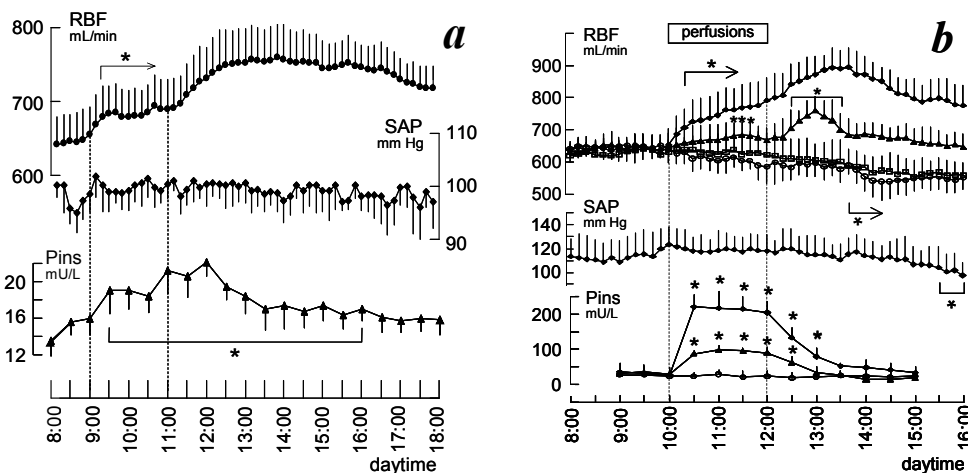 a
RBF
mL/min
*
800
700
600
SAP
mm Hg
110
100
90
Pins
mU/L
20
16
12
*
8:00 9:00 10:00 11:00 12:00 13:00 14:00 15:00 16:00 17:00 18:00
daytime
b
perfusions
RBF
mL/min
*
*
***
900
800
700
600
500
*
SAP
mm Hg
140
120
100
*
Pins
mU/L
200
100
0
* * * * * *
* * * * *
8:00 9:00 10:00 11:00 12:00 13:00 14:00 15:00 16:00
daytime